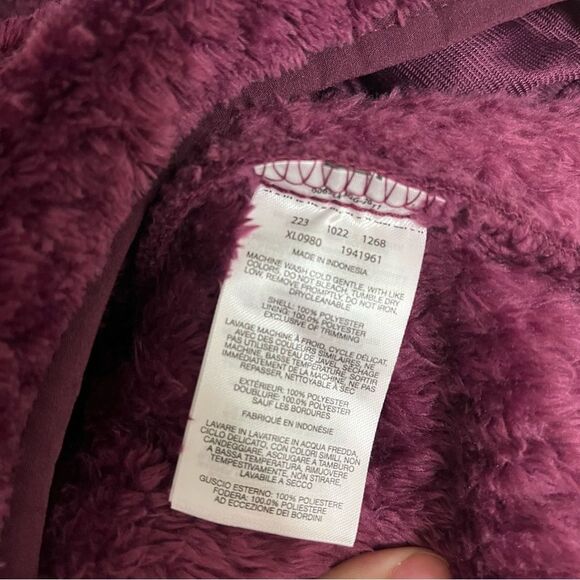 223 1022 1268
XL0980 1941961
MADE IN INDONESIA
MACHINE WASH COLD GENTLE, WITH LIKE
COLORS, DO NOT BLEACH, TUMBLE DRY
LOW, REMOVE PROMPTLY, DO NOT IRON,
DRYCLEANABLE
SHELL: 100% POLYESTER
LINING: 100.0% POLYESTER
EXCLUSIVE OF TRIMMING
LAVAGE MACHINE À FROID, CYCLE DÉLICAT,
AVEC DES COULEURS SIMILAIRES, NE
PAS UTILISER D'EAU DE JAVEL, SÉCHAGE
MACHINE, BASSE TEMPÉRATURE, SORTIR
IMMÉDIATEMENT DE LA MACHINE, NE PAS
REPASSER, NETTOYABLE À SEC
EXTÉRIEUR: 100% POLYESTER
DOUBLURE: 100.0% POLYESTER
SAUF LES BORDURES
FABRIQUÉ EN INDONÉSIE
LAVARE IN LAVATRICE IN ACQUA FREDDA,
CICLO DELICATO, CON COLORI SIMILI, NON
CANDEGGIARE, ASCIUGARE A TAMBURO
A BASSA TEMPERATURA, RIMUOVERE
TEMPESTIVAMENTE, NON STIRARE,
LAVABILE A SECCO
GUSCIO ESTERNO: 100% POLIESTERE
FODERA: 100.0% POLIESTERE
AD ECCEZIONE DEI BORDINI